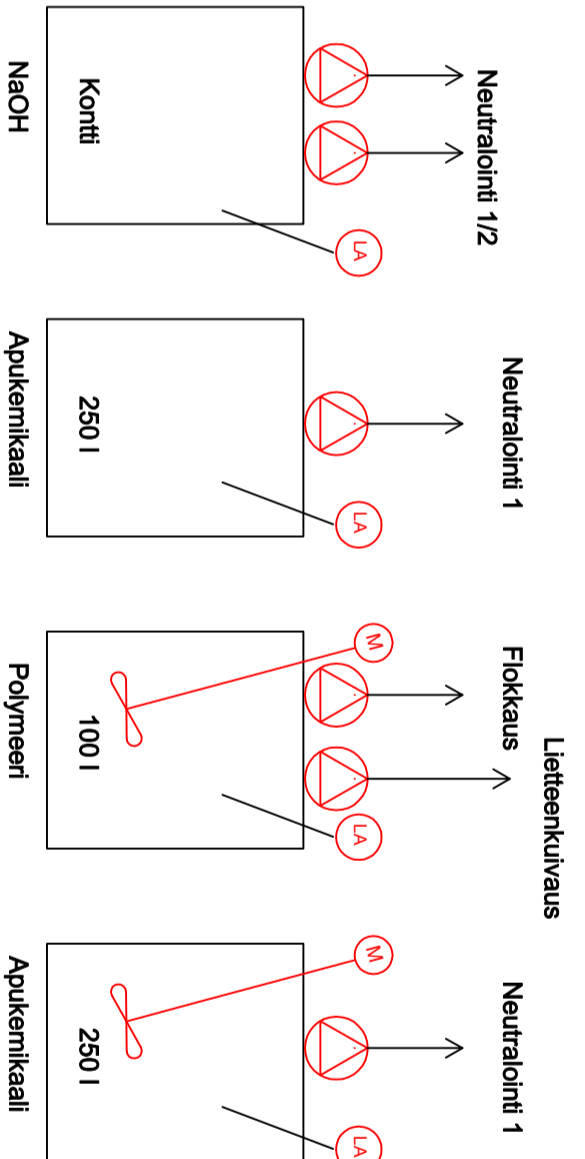 Neutralointi 1/2
LA
Kontti
NaOH
Neutralointi 1
LA
250 l
Apukemikaali
Lietteenkuivaus
Flokkaus
M
LA
100 l
Polymeeri
Neutralointi 1
M
LA
250 l
Apukemikaali